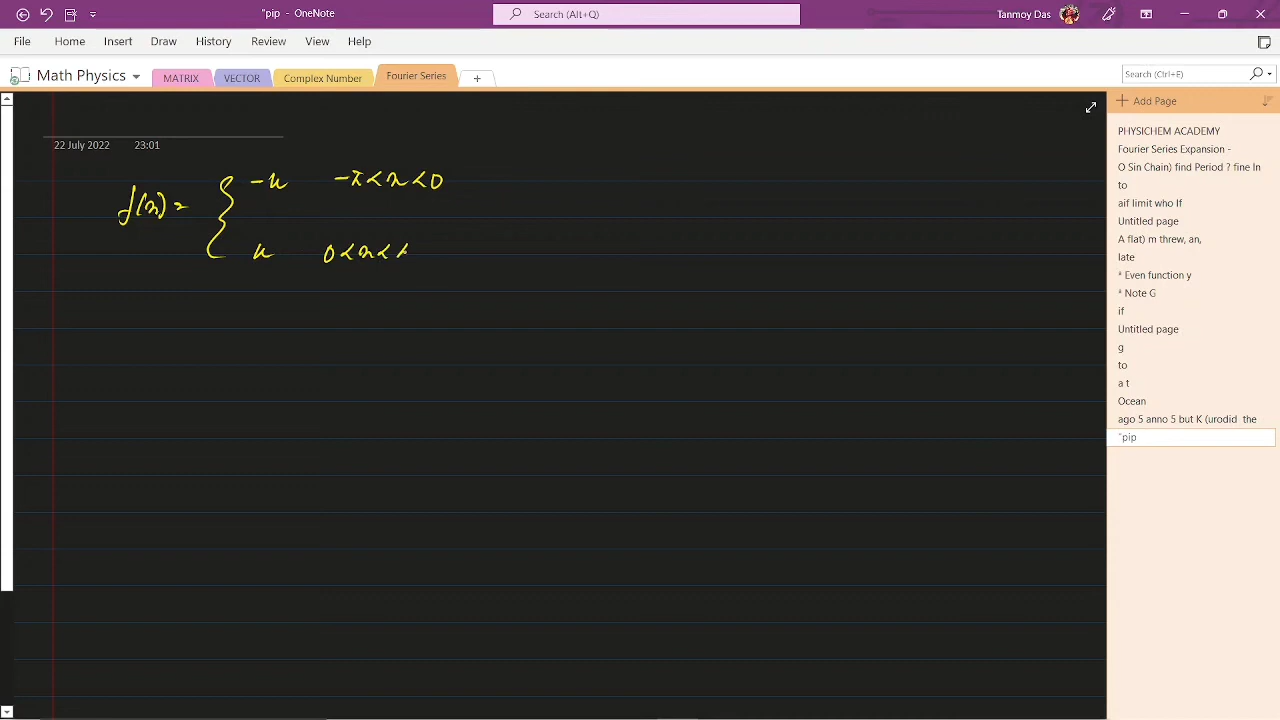 "pip - OneNote
Search (Alt+Q)
Tanmoy Das
File Home Insert Draw History Review View Help
Math Physics
MATRIX VECTOR Complex Number Fourier Series +
Search (Ctrl+E)
Add Page
22 July 2022 23:01
f(x) = {
-k -π<x<0
k 0<x<
PHYSICHEM ACADEMY
Fourier Series Expansion -
O Sin Chain) find Period ? fine In
to
aif limit who If
Untitled page
A flat) m threw, an,
late
* Even function y
* Note G
if
Untitled page
g
to
a t
Ocean
ago 5 anno 5 but K (urodid the
"pip